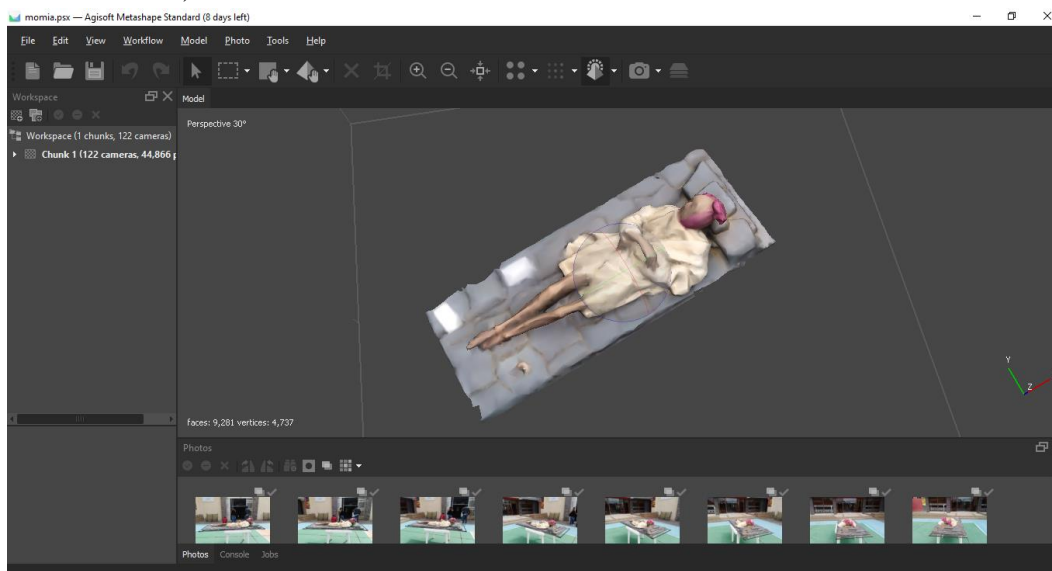 momia.psx — Agisoft Metashape Standard (8 days left)
File Edit View Workflow Model Photo Tools Help
Workspace
Model
Perspective 30°
Workspace (1 chunks, 122 cameras)
Chunk 1 (122 cameras, 44,866 p
Y
Z
faces: 9,281 vertices: 4,737
Photos
Photos Console Jobs